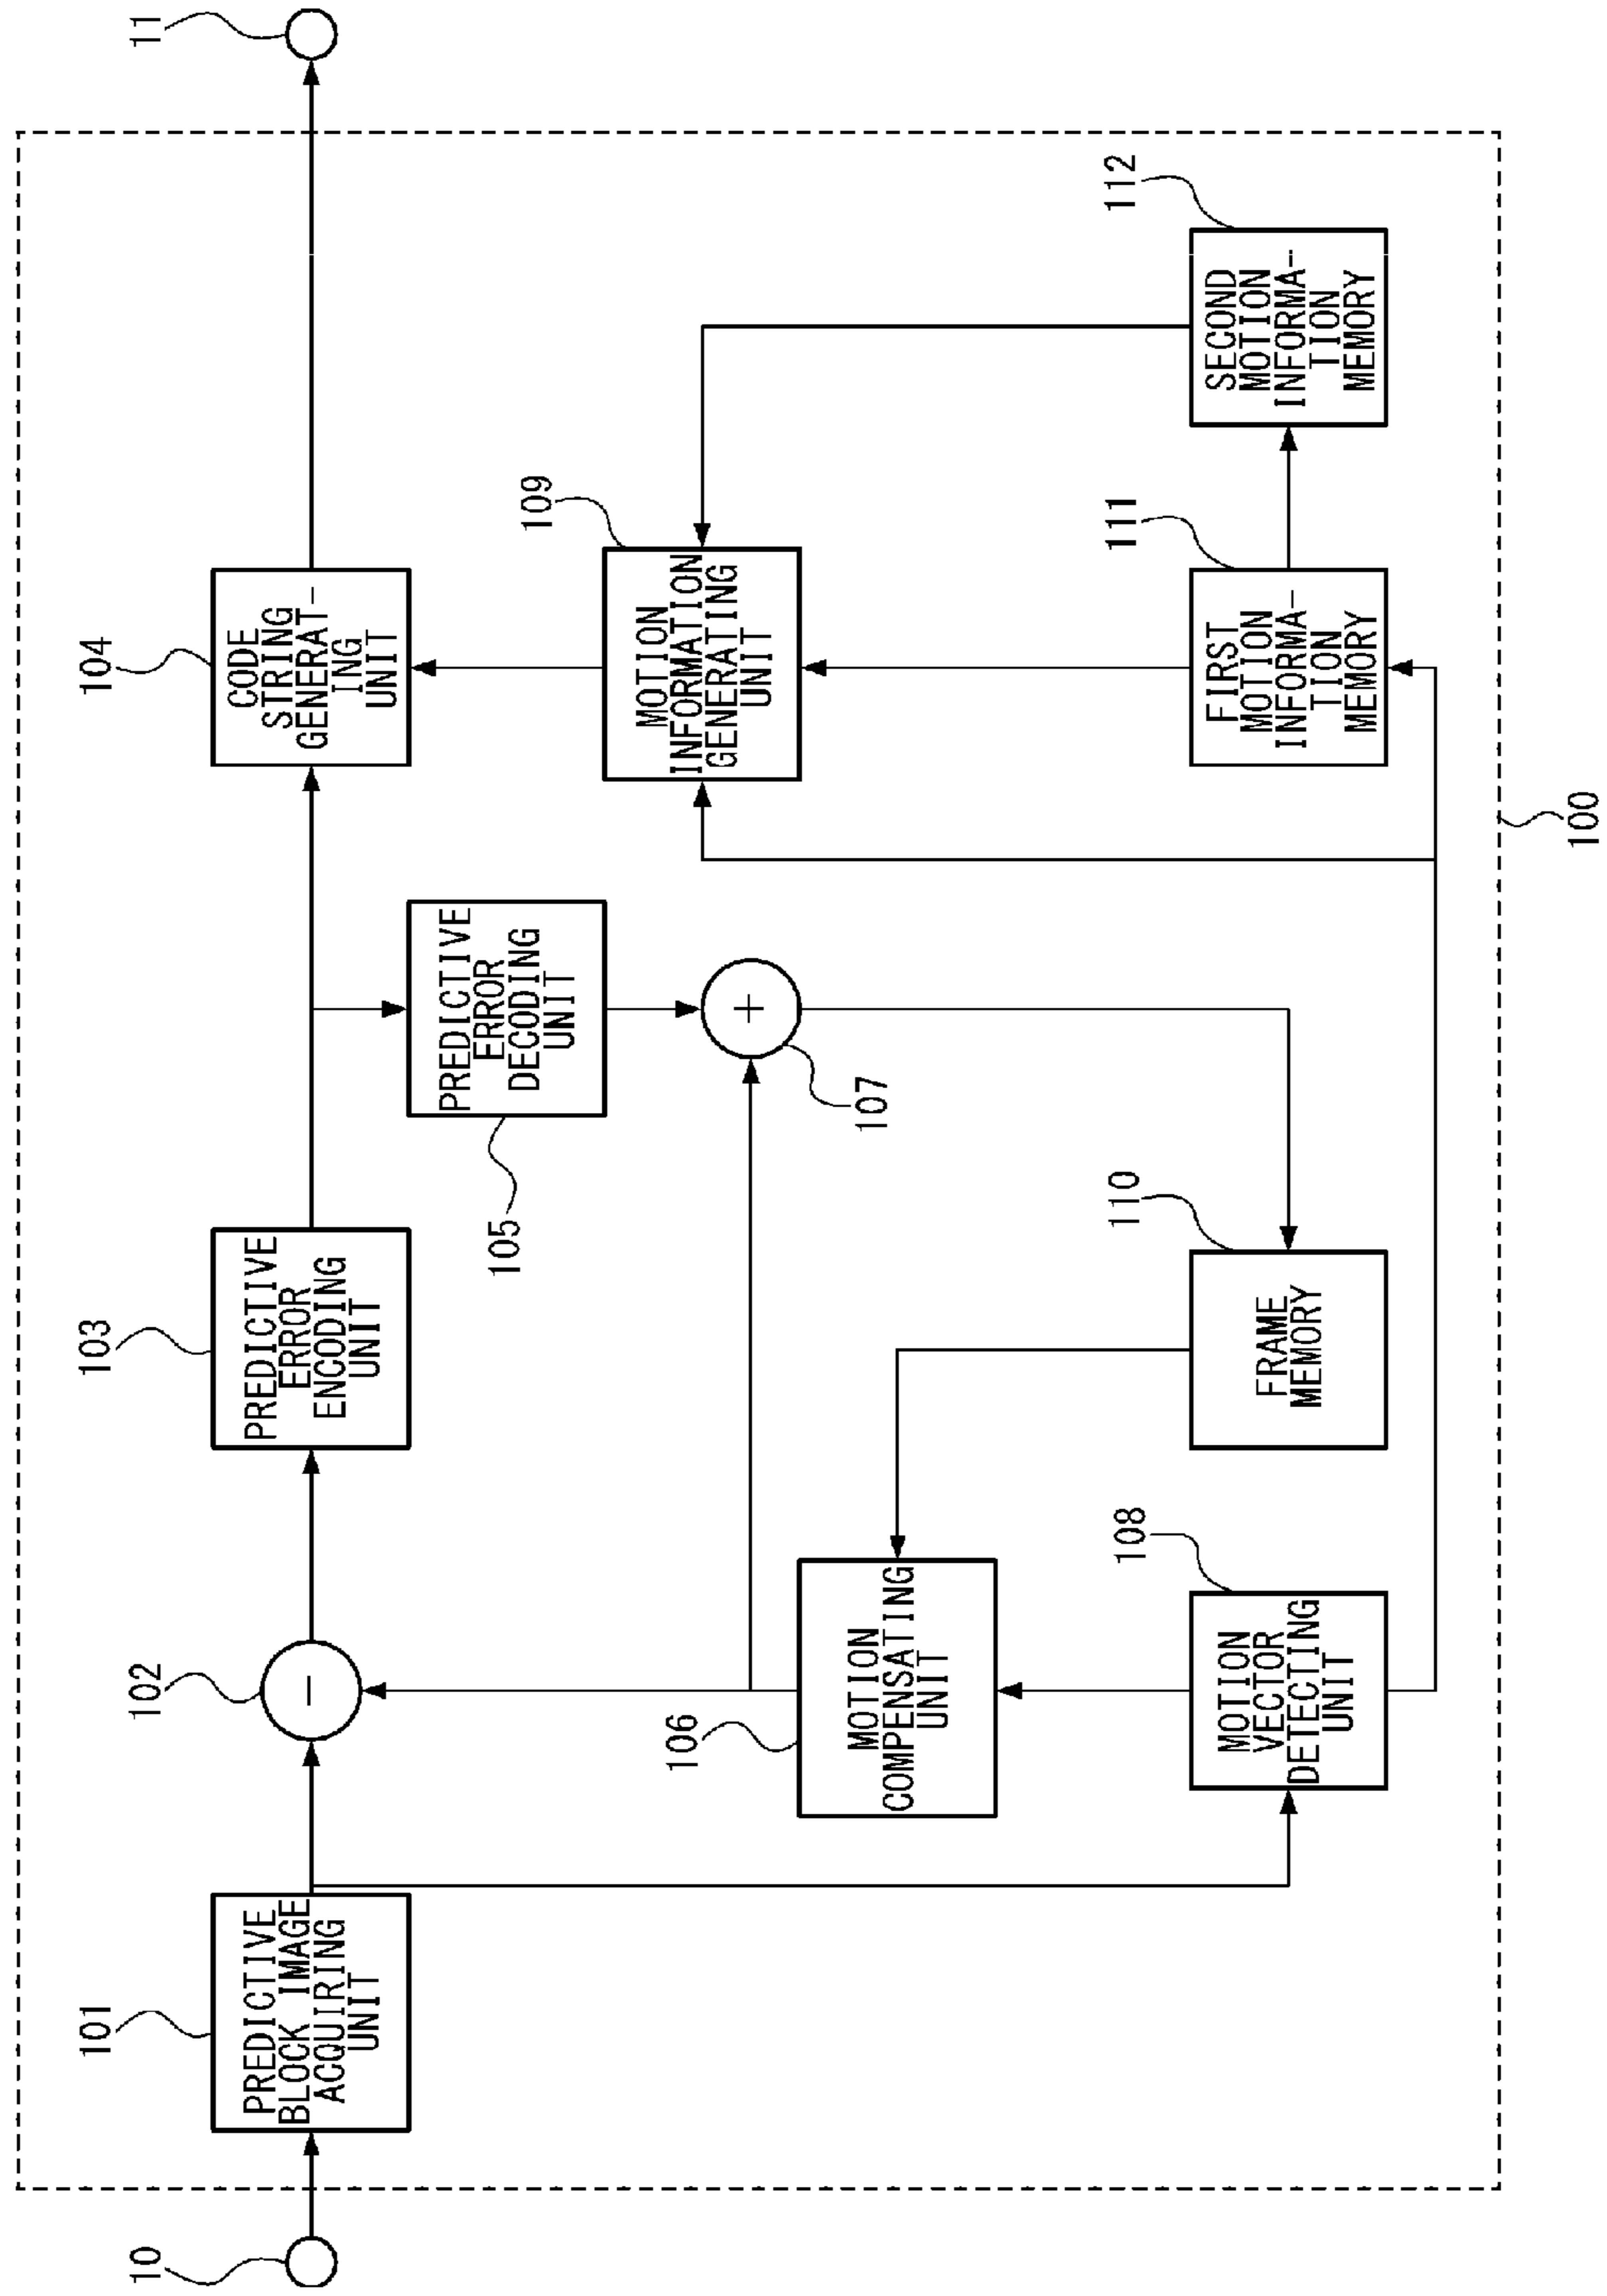 10
11
100
101
PREDICTIVE
BLOCK IMAGE
ACQUIRING
UNIT
102
−
103
PREDICTIVE
ERROR
ENCODING
UNIT
104
CODE
STRING
GENERAT-
ING
UNIT
105
PREDICTIVE
ERROR
DECODING
UNIT
107
+
109
MOTION
INFORMATION
GENERATING
UNIT
106
MOTION
COMPENSATING
UNIT
108
MOTION
VECTOR
DETECTING
UNIT
110
FRAME
MEMORY
111
FIRST
MOTION
INFORMA-
TION
MEMORY
112
SECOND
MOTION
INFORMA-
TION
MEMORY